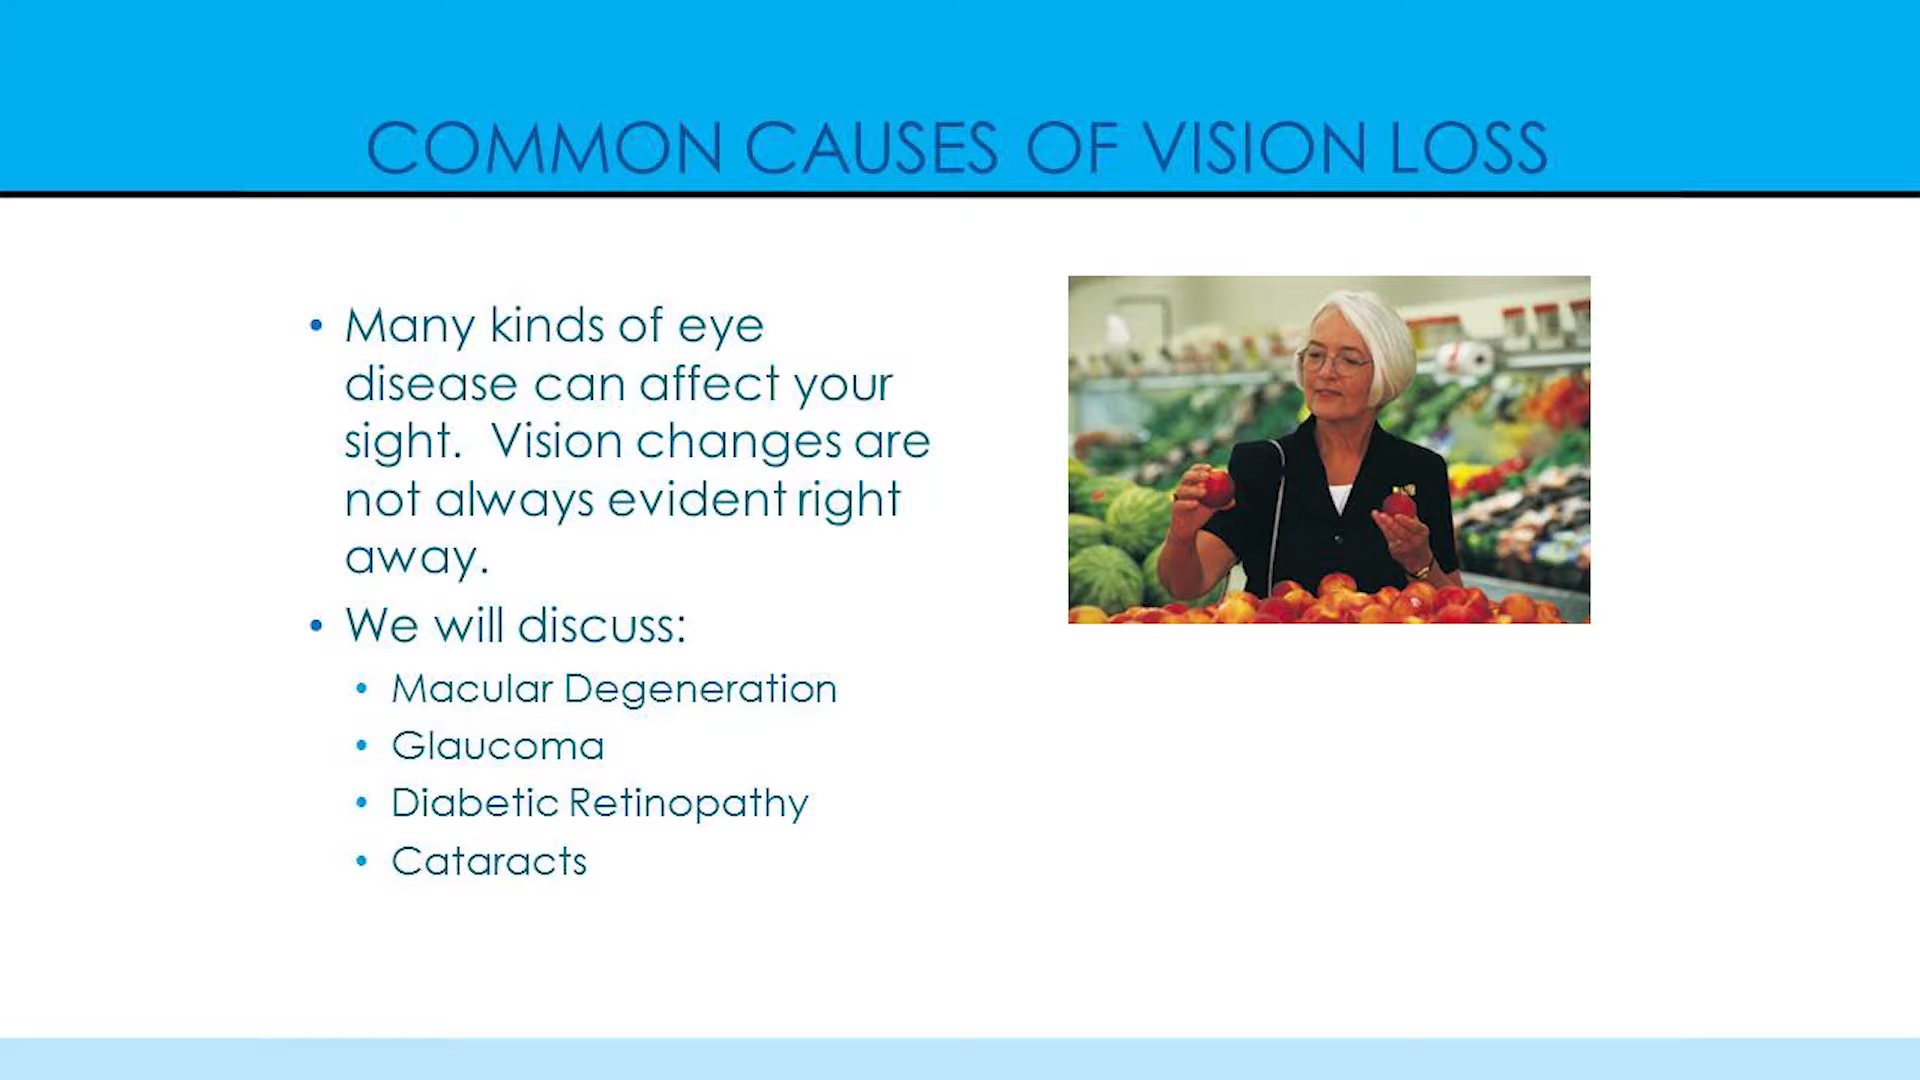 COMMON CAUSES OF VISION LOSS
• Many kinds of eye
disease can affect your
sight.  Vision changes are
not always evident right
away.
• We will discuss:
• Macular Degeneration
• Glaucoma
• Diabetic Retinopathy
• Cataracts